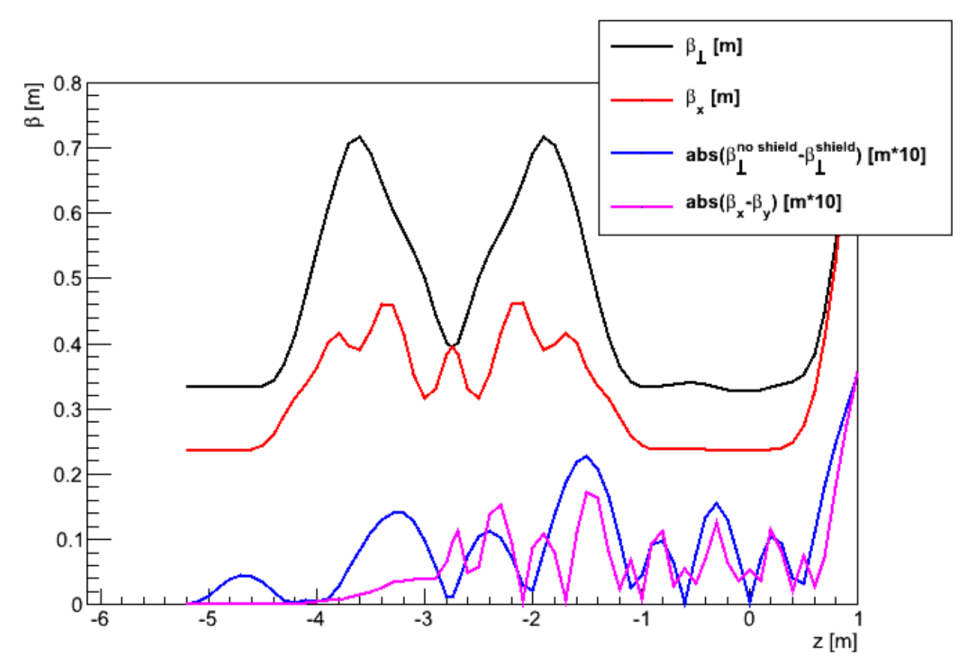 β⊥ [m]
βx [m]
abs(β⊥no shield-β⊥shield) [m*10]
abs(βx-βy) [m*10]
β [m]
0.8
0.7
0.6
0.5
0.4
0.3
0.2
0.1
0
-6 -5 -4 -3 -2 -1 0 1
z [m]